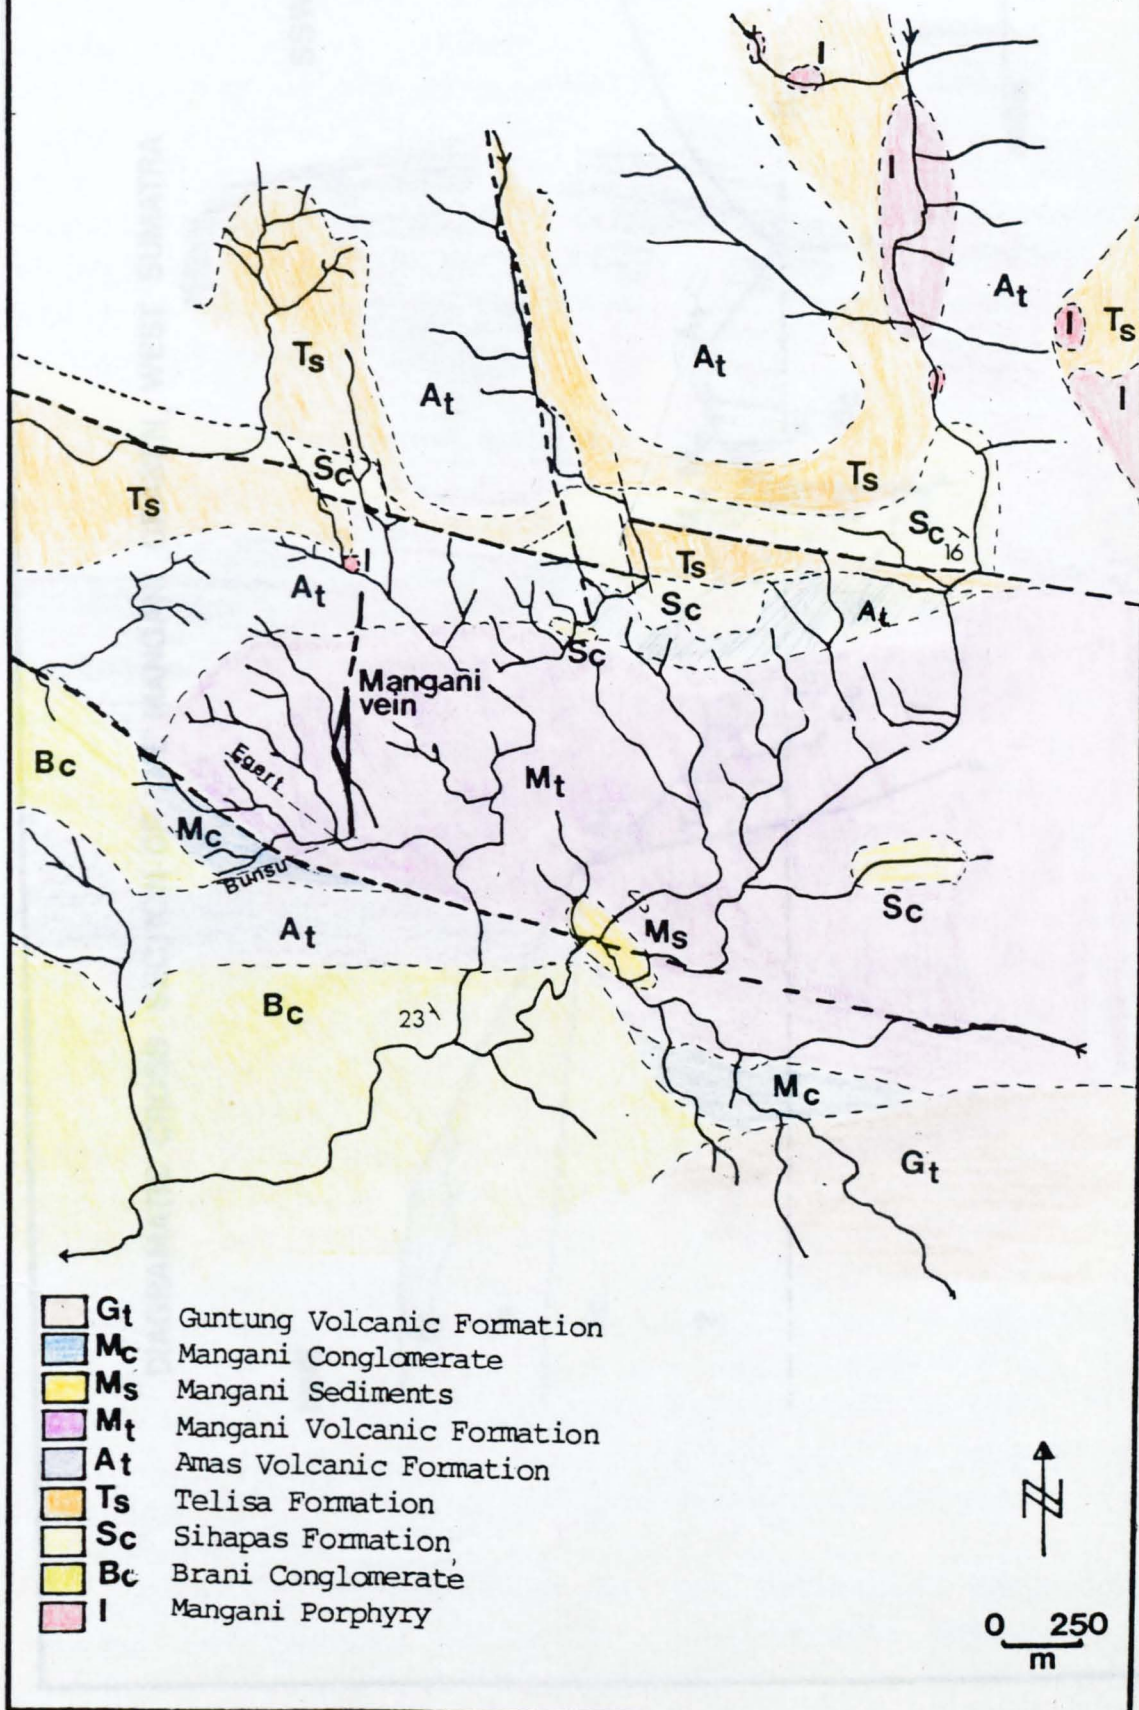 I
I
At
I
Ts
I
Ts
At
At
Sc
Ts
Ts
Sc 16
I
Ts
At
Sc
At
Sc
Mangani
vein
Bc
Egert
Mt
Mc
Bunsu
Sc
At
Ms
Bc
23
Mc
Gt
Gt Guntung Volcanic Formation
Mc Mangani Conglomerate
Ms Mangani Sediments
Mt Mangani Volcanic Formation
At Amas Volcanic Formation
Ts Telisa Formation
Sc Sihapas Formation
Bc Brani Conglomerate
I Mangani Porphyry
N
0 250
m
WEST SUMATRA